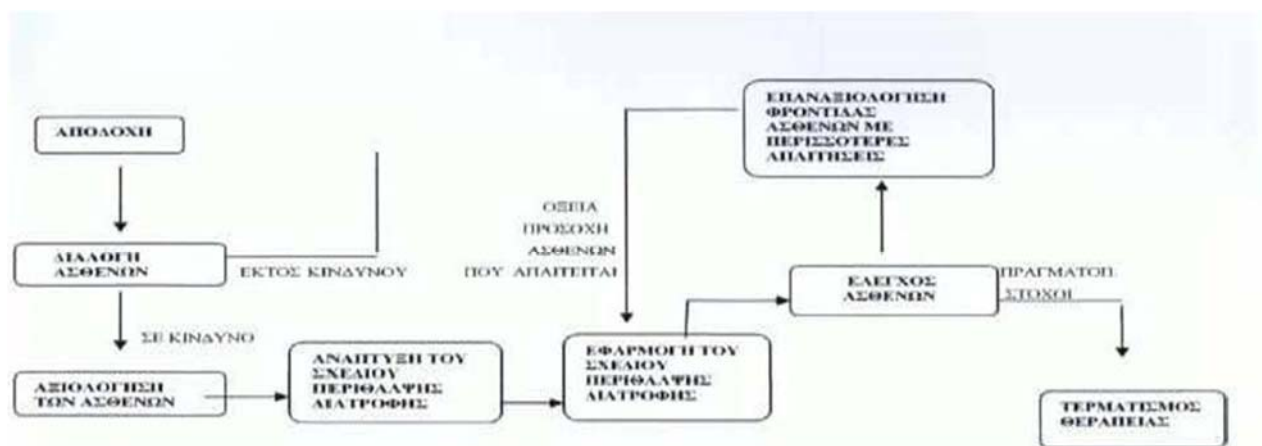 ΑΠΟΔΟΧΗ
ΔΙΑΛΟΓΗ
ΑΣΘΕΝΩΝ
ΕΚΤΟΣ ΚΙΝΔΥΝΟΥ
ΣΕ ΚΙΝΔΥΝΟ
ΑΞΙΟΛΟΓΗΣΗ
ΤΩΝ ΑΣΘΕΝΩΝ
ΑΝΑΠΤΥΞΗ ΤΟΥ
ΣΧΕΔΙΟΥ
ΠΕΡΙΘΑΛΨΗΣ
ΔΙΑΤΡΟΦΗΣ
ΕΦΑΡΜΟΓΗ ΤΟΥ
ΣΧΕΔΙΟΥ
ΠΕΡΙΘΑΛΨΗΣ
ΔΙΑΤΡΟΦΗΣ
ΟΞΕΙΑ
ΠΡΟΣΟΧΗ
ΑΣΘΕΝΩΝ
ΠΟΥ ΑΠΑΙΤΕΙΤΑΙ
ΕΠΑΝΑΞΙΟΛΟΓΗΣΗ
ΦΡΟΝΤΙΔΑΣ
ΑΣΘΕΝΩΝ ΜΕ
ΠΕΡΙΣΣΟΤΕΡΕΣ
ΑΠΑΙΤΗΣΕΙΣ
ΕΛΕΓΧΟΣ
ΑΣΘΕΝΩΝ
ΠΡΑΓΜΑΤΟΠ.
ΣΤΟΧΟΙ
ΤΕΡΜΑΤΙΣΜΟΣ
ΘΕΡΑΠΕΙΑΣ